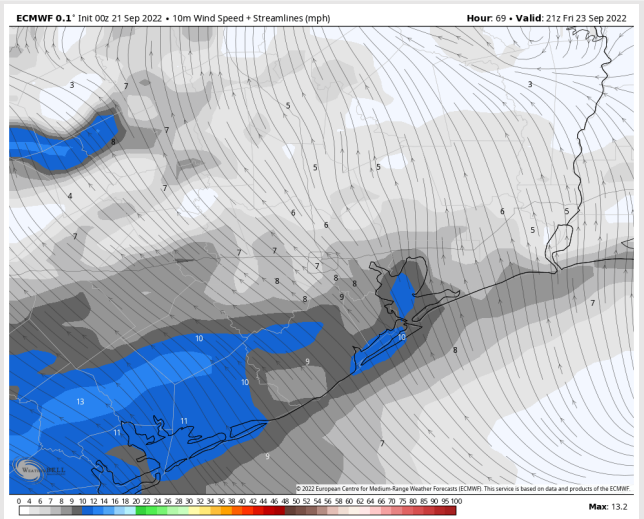 ECMWF 0.1° Init 00z 21 Sep 2022 • 10m Wind Speed + Streamlines (mph) Hour: 69 • Valid: 21z Fri 23 Sep 2022
3 7 5 3
7
8
5 5
7
4
6 6 5
6 5
7
7 7
7
8 8 8
8 9 7
10 10
9 8
10
13
11 11
7
9
WEATHERBELL
© 2022 European Centre for Medium-Range Weather Forecasts (ECMWF). This service is based on data and products of the ECMWF.
0 4 6 7 8 9 10 12 14 16 18 20 22 24 26 28 30 32 34 36 38 40 42 44 46 48 50 52 54 56 58 60 62 64 66 68 70 75 80 85 90 95 100
Max: 13.2